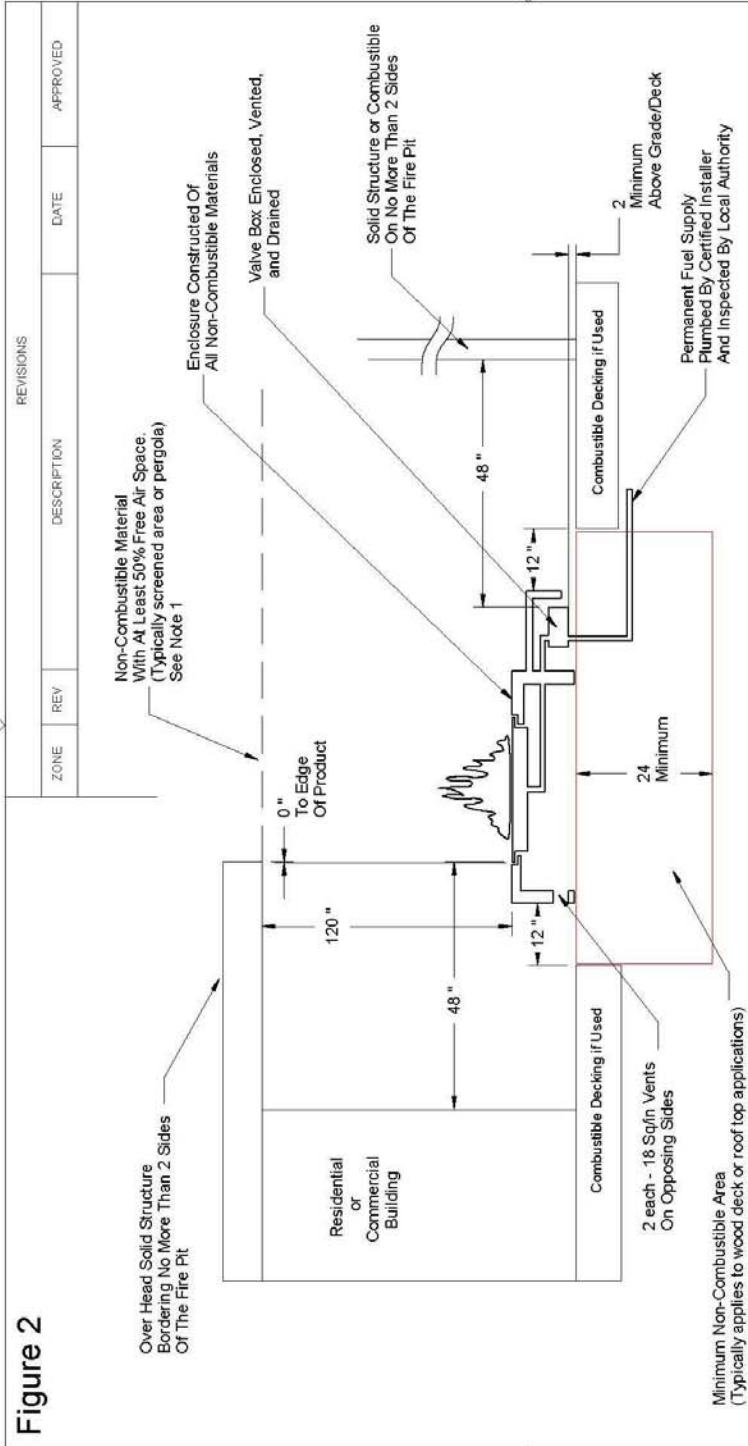 Figure 2
REVISIONS
ZONE
REV
DESCRIPTION
DATE
APPROVED
Over Head Solid Structure
Bordering No More Than 2 Sides
Of The Fire Pit
Non-Combustible Material
With At Least 50% Free Air Space.
(Typically screened area or pergola)
See Note 1
Enclosure Constructed Of
All Non-Combustible Materials
Valve Box Enclosed, Vented,
and Drained
Solid Structure or Combustible
On No More Than 2 Sides
Of The Fire Pit
0 "
To Edge
Of Product
120 "
48 "
48 "
Residential
or
Commercial
Building
12 "
12 "
2
Minimum
Above Grade/Deck
Combustible Decking if Used
Combustible Decking if Used
24
Minimum
2 each - 18 Sq/in Vents
On Opposing Sides
Permanent Fuel Supply
Plumbed By Certified Installer
And Inspected By Local Authority
Minimum Non-Combustible Area
(Typically applies to wood deck or roof top applications)